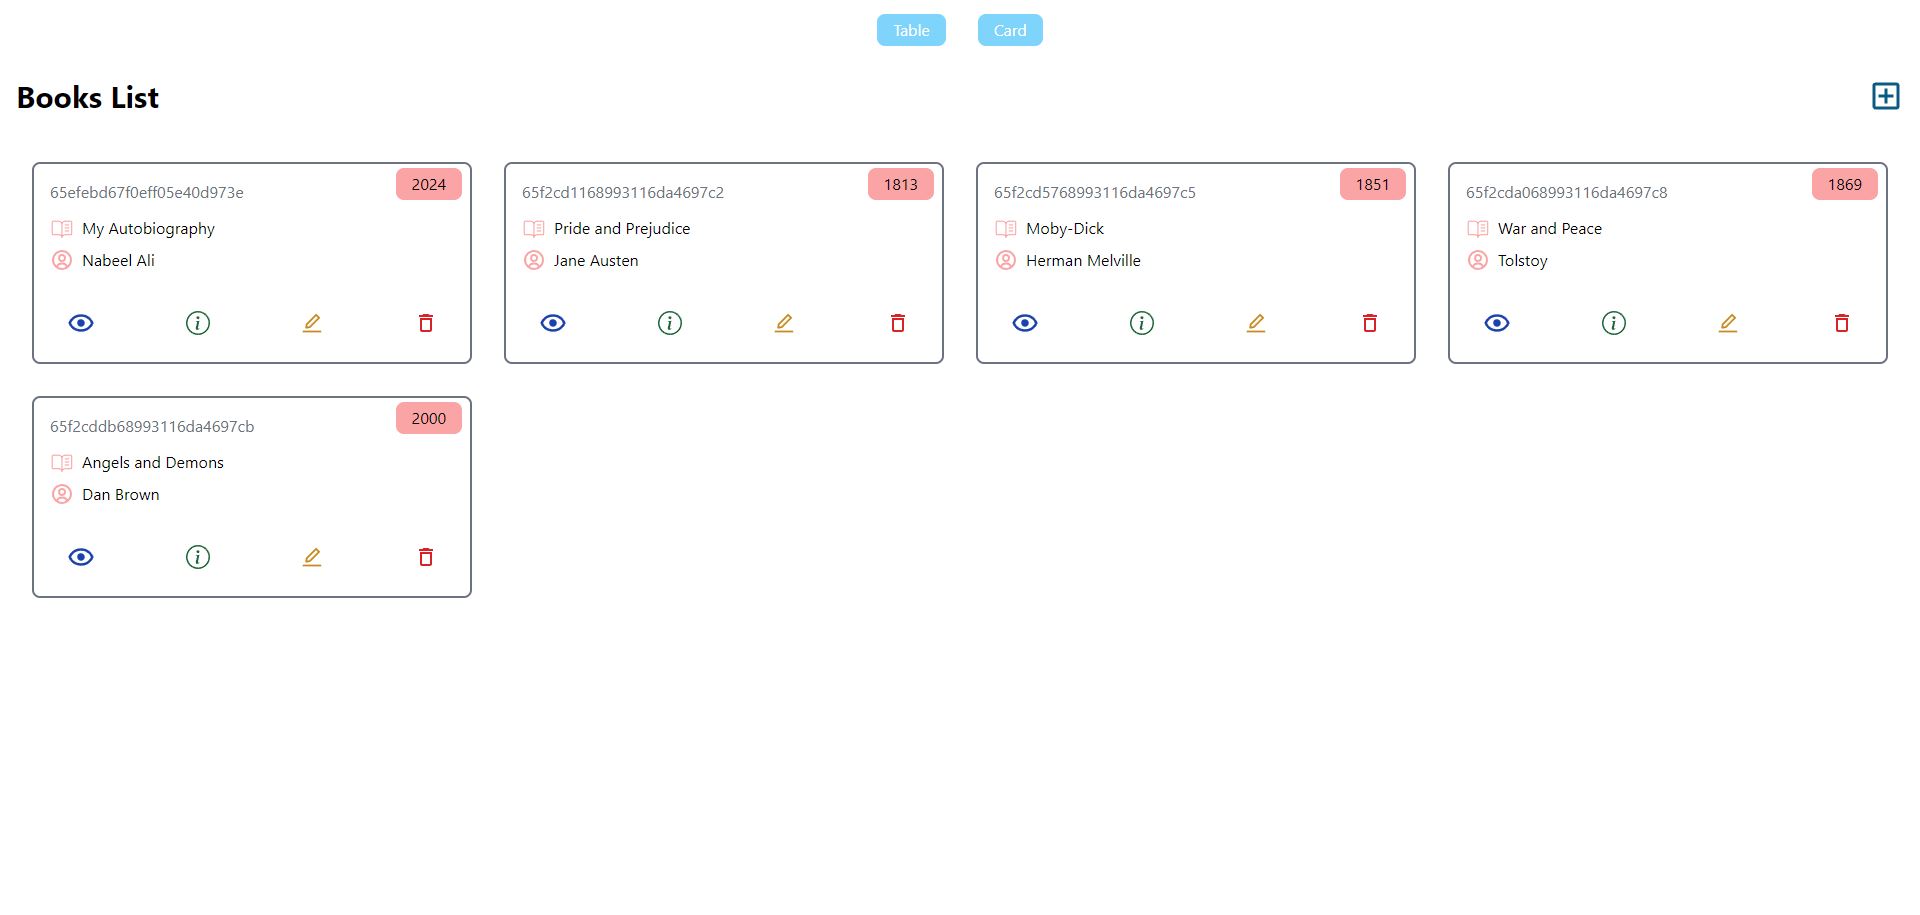 Table
Card
Books List
65efebd67f0eff05e40d973e
2024
My Autobiography
Nabeel Ali
65f2cd1168993116da4697c2
1813
Pride and Prejudice
Jane Austen
65f2cd5768993116da4697c5
1851
Moby-Dick
Herman Melville
65f2cda068993116da4697c8
1869
War and Peace
Tolstoy
65f2cddb68993116da4697cb
2000
Angels and Demons
Dan Brown